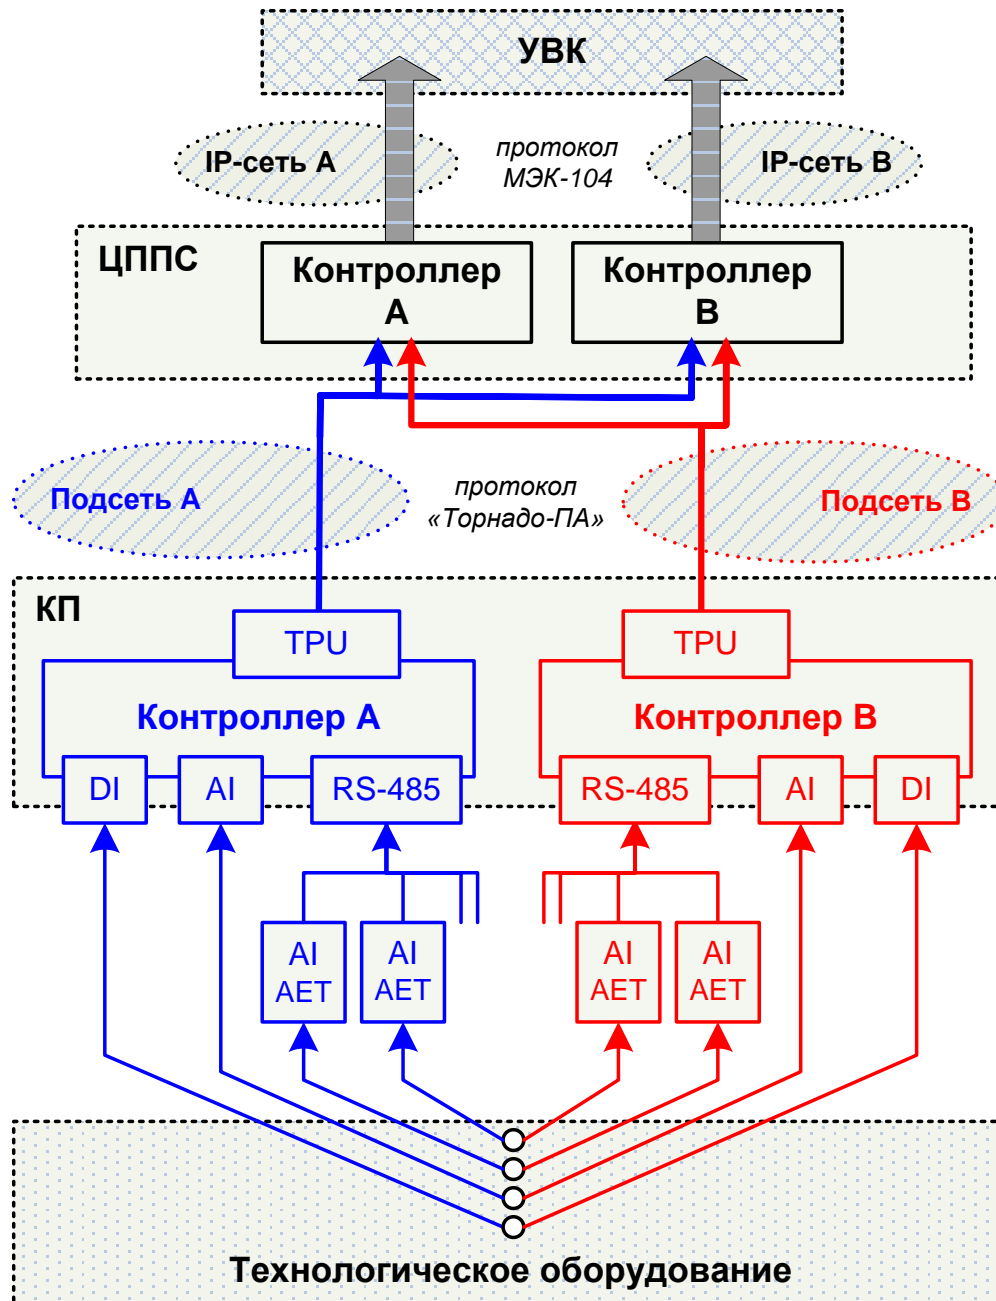 УВК
IP-сеть А
протокол
МЭК-104
IP-сеть В
ЦППС
Контроллер
А
Контроллер
В
Подсеть А
протокол
«Торнадо-ПА»
Подсеть В
КП
TPU
TPU
Контроллер А
Контроллер В
DI
AI
RS-485
RS-485
AI
DI
AI
AET
AI
AET
AI
AET
AI
AET
Технологическое оборудование